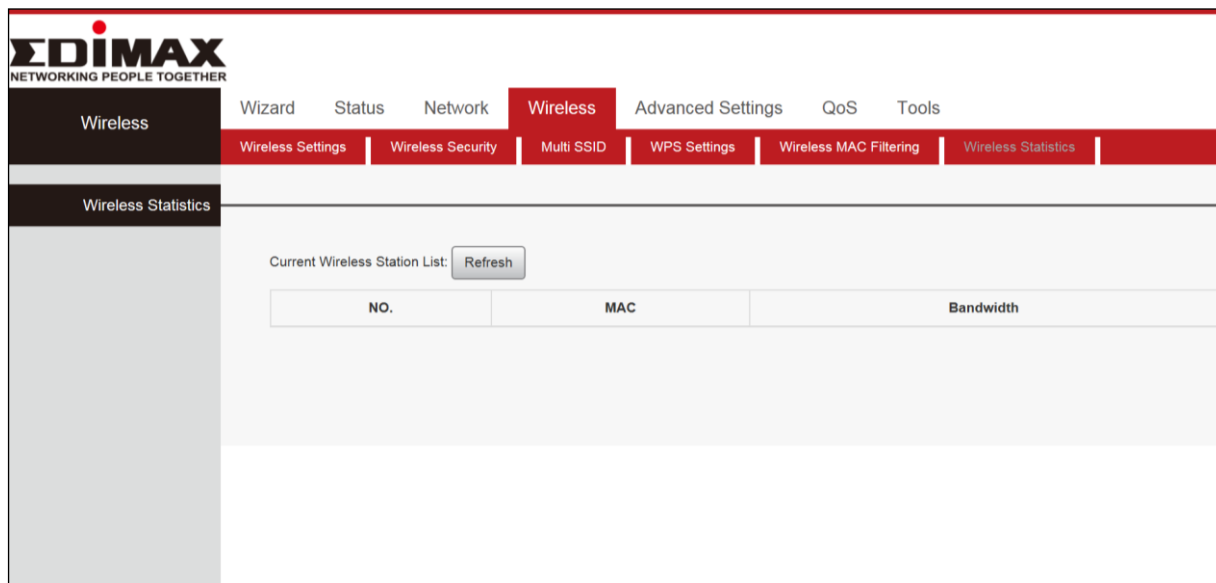 EDIMAX
NETWORKING PEOPLE TOGETHER
Wireless
Wizard Status Network Wireless Advanced Settings QoS Tools
Wireless Settings Wireless Security Multi SSID WPS Settings Wireless MAC Filtering Wireless Statistics
Wireless Statistics
Current Wireless Station List: Refresh
NO. MAC Bandwidth